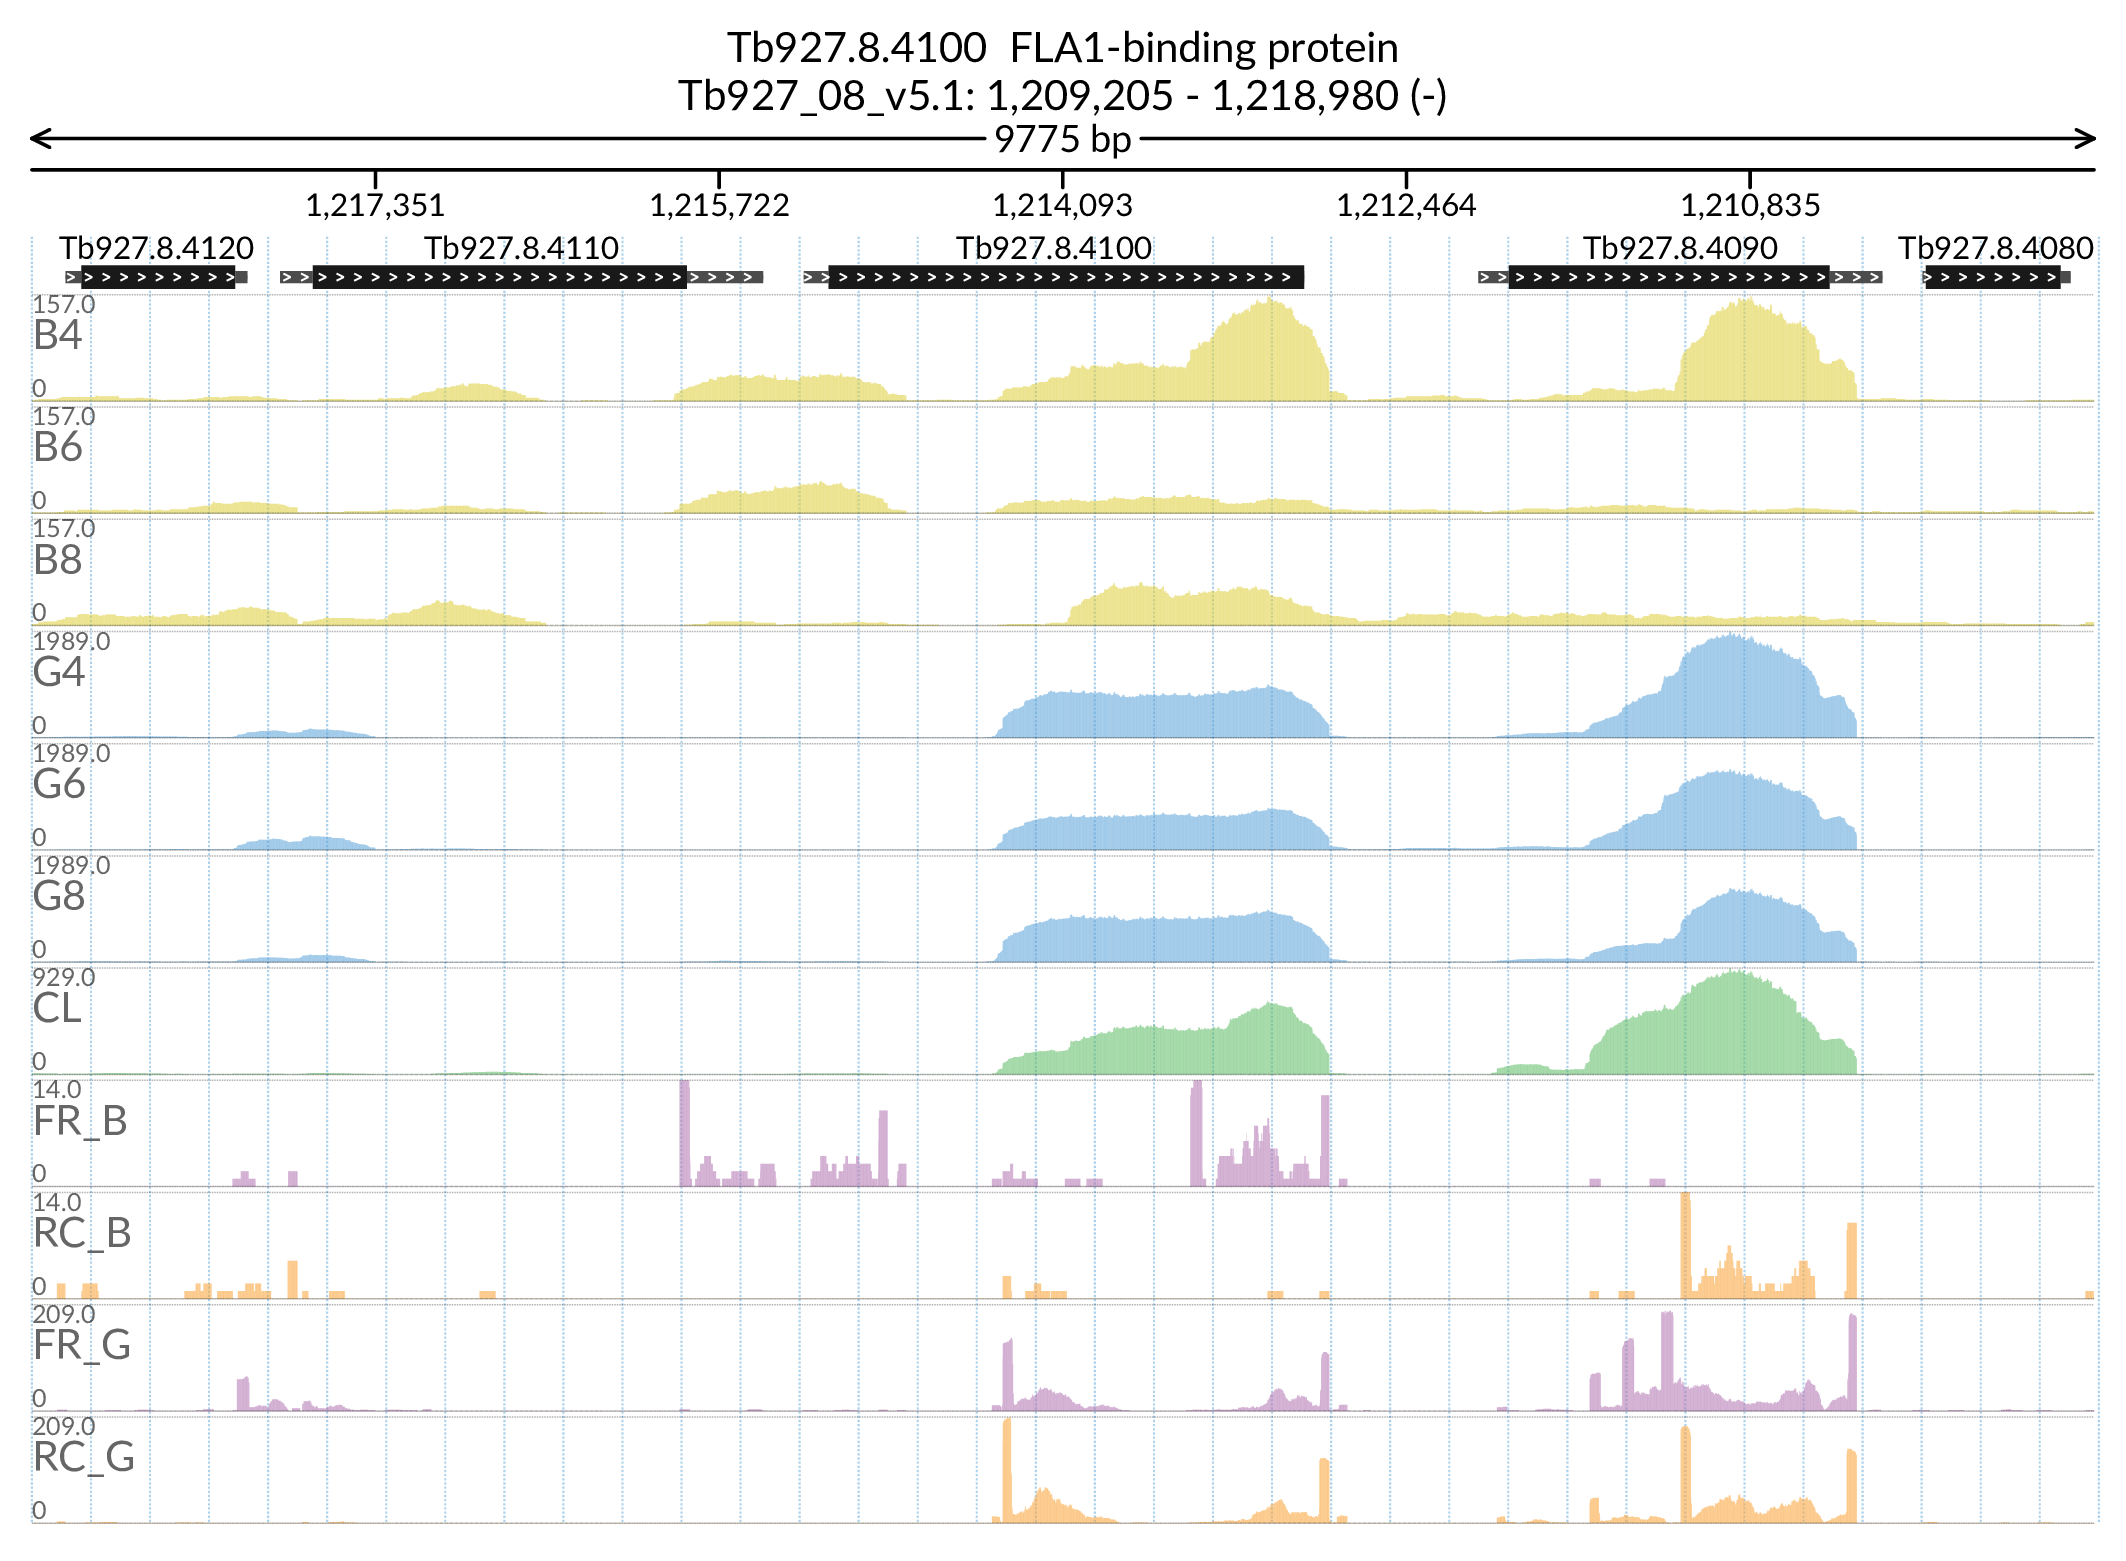 Tb927.8.4100 FLA1-binding protein
Tb927_08_v5.1: 1,209,205 - 1,218,980 (-)
9775 bp
1,217,351 1,215,722 1,214,093 1,212,464 1,210,835
Tb927.8.4120 Tb927.8.4110 Tb927.8.4100 Tb927.8.4090 Tb927.8.4080
157.0
B4
0
157.0
B6
0
157.0
B8
0
1989.0
G4
0
1989.0
G6
0
1989.0
G8
0
929.0
CL
0
14.0
FR_B
0
14.0
RC_B
0
209.0
FR_G
0
209.0
RC_G
0